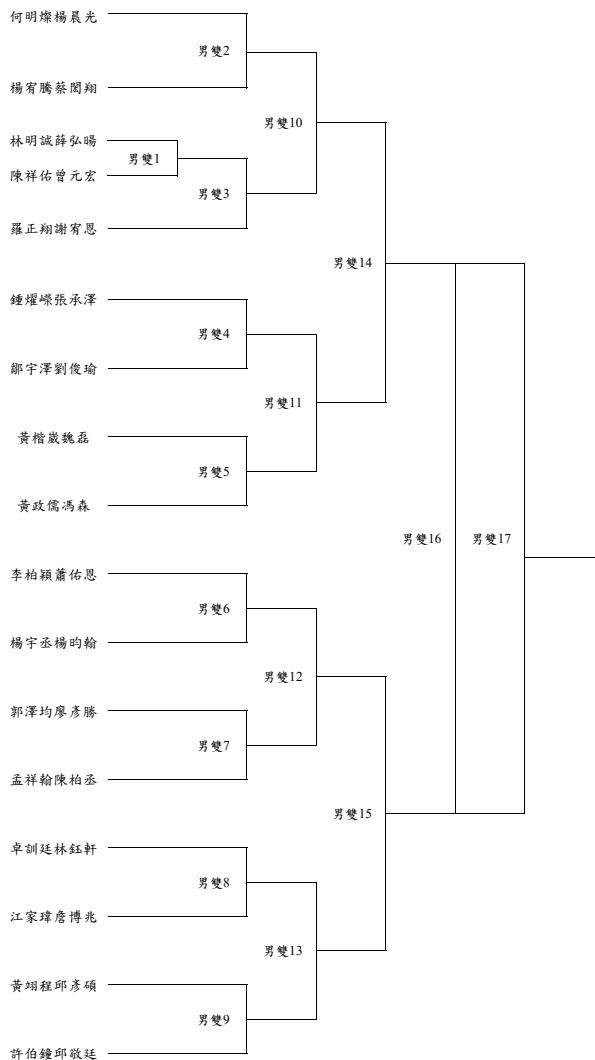 何明燦楊晨光
男雙2
楊宥騰蔡閎翔
男雙10
林明誠薛弘暘
男雙1
陳祥佑曾元宏
男雙3
羅正翔謝宥恩
男雙14
鍾燿嶸張承澤
男雙4
鄒宇澤劉俊瑜
男雙11
黃楷崴魏磊
男雙5
黃政儒馮森
男雙16
男雙17
李柏穎蕭佑恩
男雙6
楊宇丞楊昀翰
男雙12
郭澤均廖彥勝
男雙7
孟祥翰陳柏丞
男雙15
卓訓廷林鈺軒
男雙8
江家瑋詹博兆
男雙13
黃翊程邱彥碩
男雙9
許伯鐘邱敬廷